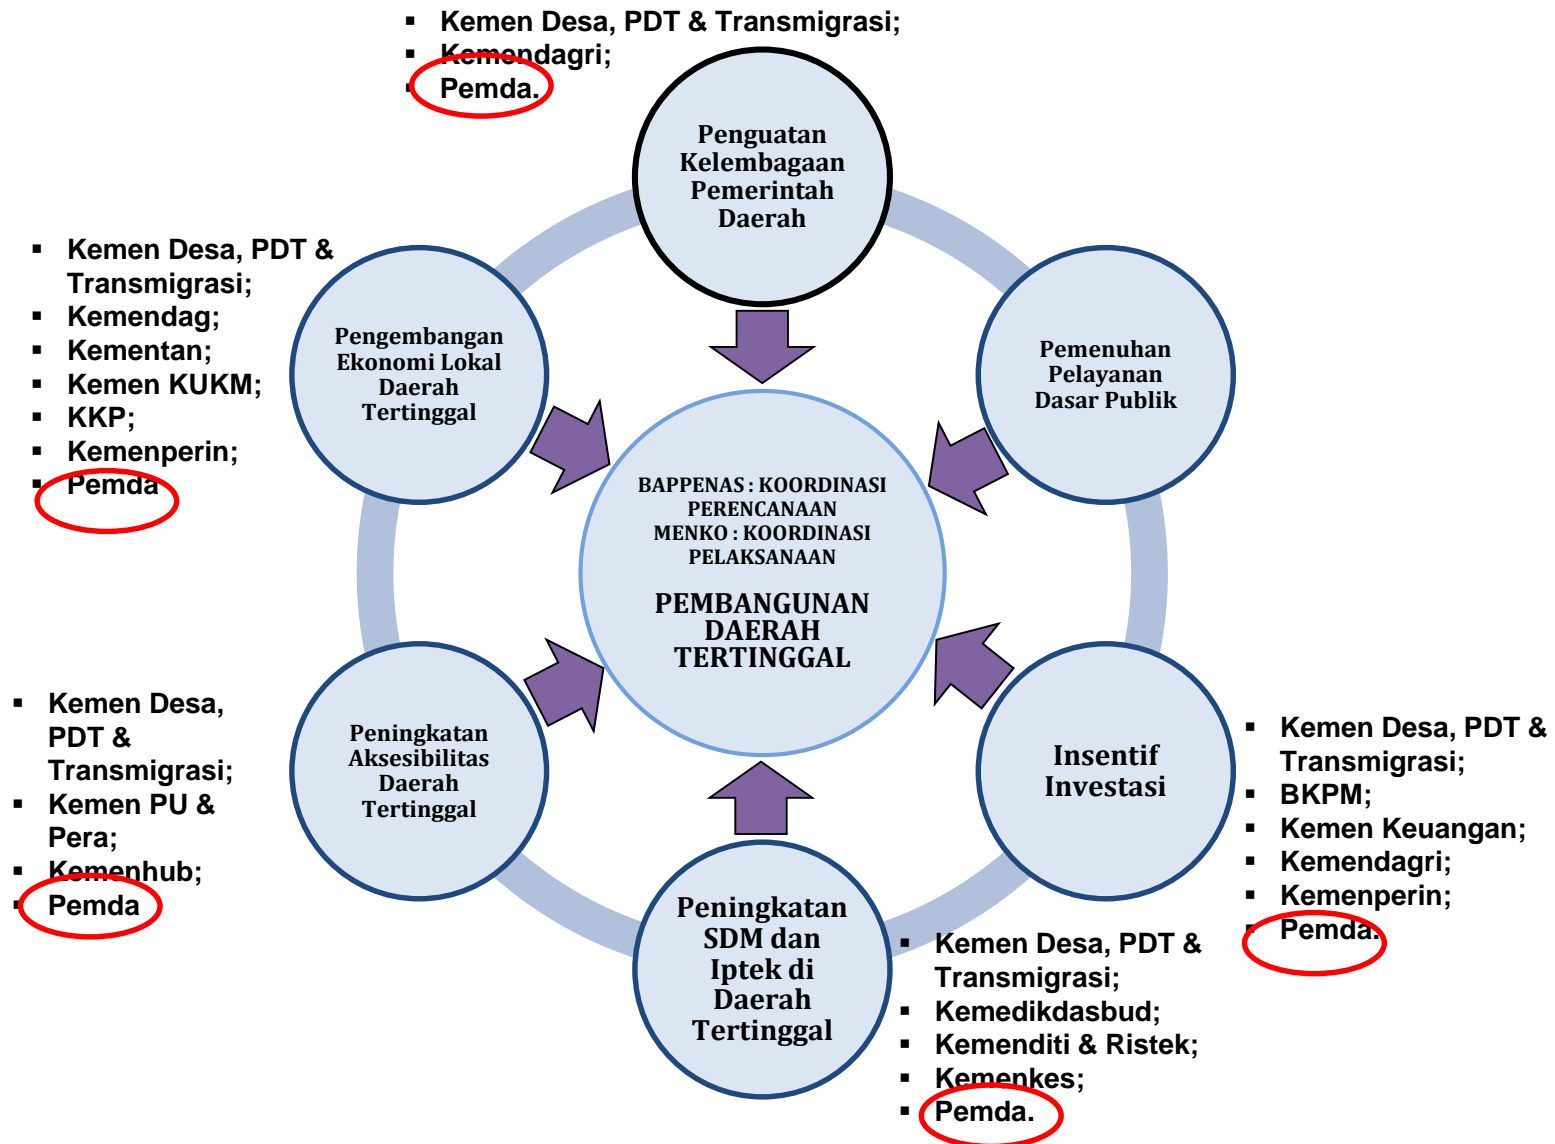 ▪ Kemen Desa, PDT & Transmigrasi;
▪ Kemendagri;
▪ Pemda.
Penguatan
Kelembagaan
Pemerintah
Daerah
▪ Kemen Desa, PDT &
Transmigrasi;
▪ Kemendag;
▪ Kementan;
▪ Kemen KUKM;
▪ KKP;
▪ Kemenperin;
▪ Pemda
Pengembangan
Ekonomi Lokal
Daerah
Tertinggal
Pemenuhan
Pelayanan
Dasar Publik
BAPPENAS : KOORDINASI
PERENCANAAN
MENKO : KOORDINASI
PELAKSANAAN
PEMBANGUNAN
DAERAH
TERTINGGAL
▪ Kemen Desa,
PDT &
Transmigrasi;
▪ Kemen PU &
Pera;
▪ Kemenhub;
▪ Pemda
Peningkatan
Aksesibilitas
Daerah
Tertinggal
Insentif
Investasi
▪ Kemen Desa, PDT &
Transmigrasi;
▪ BKPM;
▪ Kemen Keuangan;
▪ Kemendagri;
▪ Kemenperin;
▪ Pemda.
Peningkatan
SDM dan
Iptek di
Daerah
Tertinggal
▪ Kemen Desa, PDT &
Transmigrasi;
▪ Kemedikdasbud;
▪ Kemenditi & Ristek;
▪ Kemenkes;
▪ Pemda.